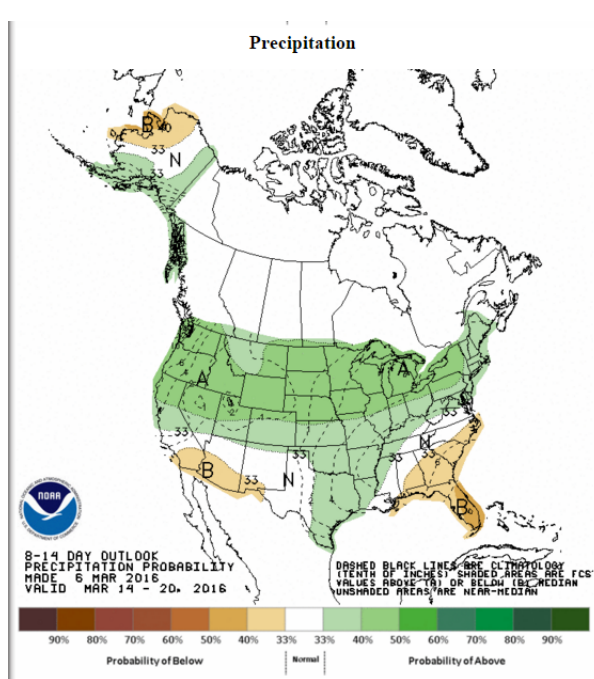 Precipitation
B 40
33
N
33
A
A
33
33
B
33
N
33
33
N
33
B
NOAA
8-14 DAY OUTLOOK
PRECIPITATION PROBABILITY
MADE 6 MAR 2016
VALID MAR 14 - 20, 2016
DASHED BLACK LINES ARE CLIMATOLOGY
(TENTH OF INCHES) SHADED AREAS ARE FCST
VALUES ABOVE (A) OR BELOW (B) MEDIAN
UNSHADED AREAS ARE NEAR-MEDIAN
90% 80% 70% 60% 50% 40% 33% 33% 40% 50% 60% 70% 80% 90%
Probability of Below Normal Probability of Above